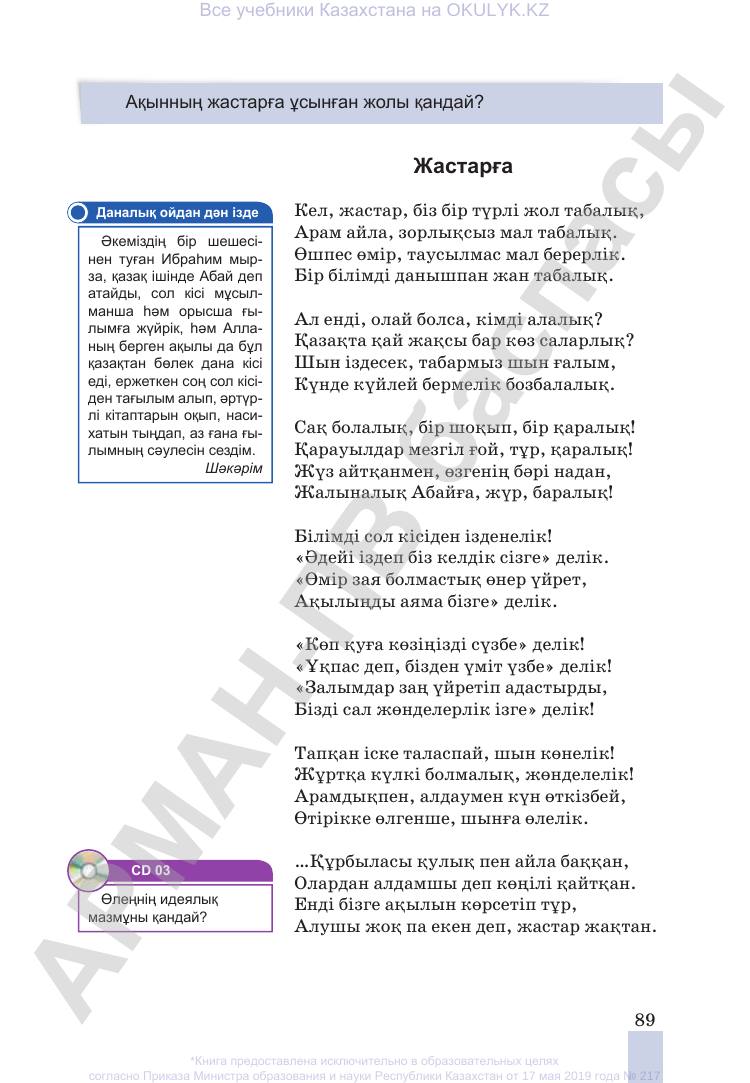 Все учебники Казахстана на OKULYK.KZ
Ақынның жастарға ұсынған жолы қандай?
Жастарға
Даналық ойдан дән ізде
Әкеміздің бір шешесі-
нен туған Ибраһим мыр-
за, қазақ ішінде Абай деп
атайды, сол кісі мұсыл-
манша һәм орысша ғы-
лымға жүйрік, һәм Алла-
ның берген ақылы да бұл
қазақтан бөлек дана кісі
еді, ержеткен соң сол кісі-
ден тағылым алып, әртүр-
лі кітаптарын оқып, наси-
хатын тыңдап, аз ғана ғы-
лымның сәулесін сездім.
Шәкәрім
Кел, жастар, біз бір түрлі жол табалық,
Арам айла, зорлықсыз мал табалық.
Өшпес өмір, таусылмас мал берерлік.
Бір білімді данышпан жан табалық.
Ал енді, олай болса, кімді алалық?
Қазақта қай жақсы бар көз саларлық?
Шын іздесек, табармыз шын ғалым,
Күнде күйлей бермелік бозбалалық.
Сақ болалық, бір шоқып, бір қаралық!
Қарауылдар мезгіл ғой, тұр, қаралық!
Жүз айтқанмен, өзгенің бәрі надан,
Жалыналық Абайға, жүр, баралық!
Білімді сол кісіден ізденелік!
«Әдейі іздеп біз келдік сізге» делік.
«Өмір зая болмастық өнер үйрет,
Ақылыңды аяма бізге» делік.
«Көп қуға көзіңізді сүзбе» делік!
«Ұқпас деп, бізден үміт үзбе» делік!
«Залымдар заң үйретіп адастырды,
Бізді сал жөнделерлік ізге» делік!
Тапқан іске таласпай, шын көнелік!
Жұртқа күлкі болмалық, жөнделелік!
Арамдықпен, алдаумен күн өткізбей,
Өтірікке өлгенше, шынға өлелік.
...Құрбыласы қулық пен айла баққан,
Олардан алдамшы деп көңілі қайтқан.
Енді бізге ақылын көрсетіп тұр,
Алушы жоқ па екен деп, жастар жақтан.
CD 03
Өлеңнің идеялық
мазмұны қандай?
АРМАН-ПВ баспасы
89
*Книга предоставлена исключительно в образовательных целях
согласно Приказа Министра образования и науки Республики Казахстан от 17 мая 2019 года № 217